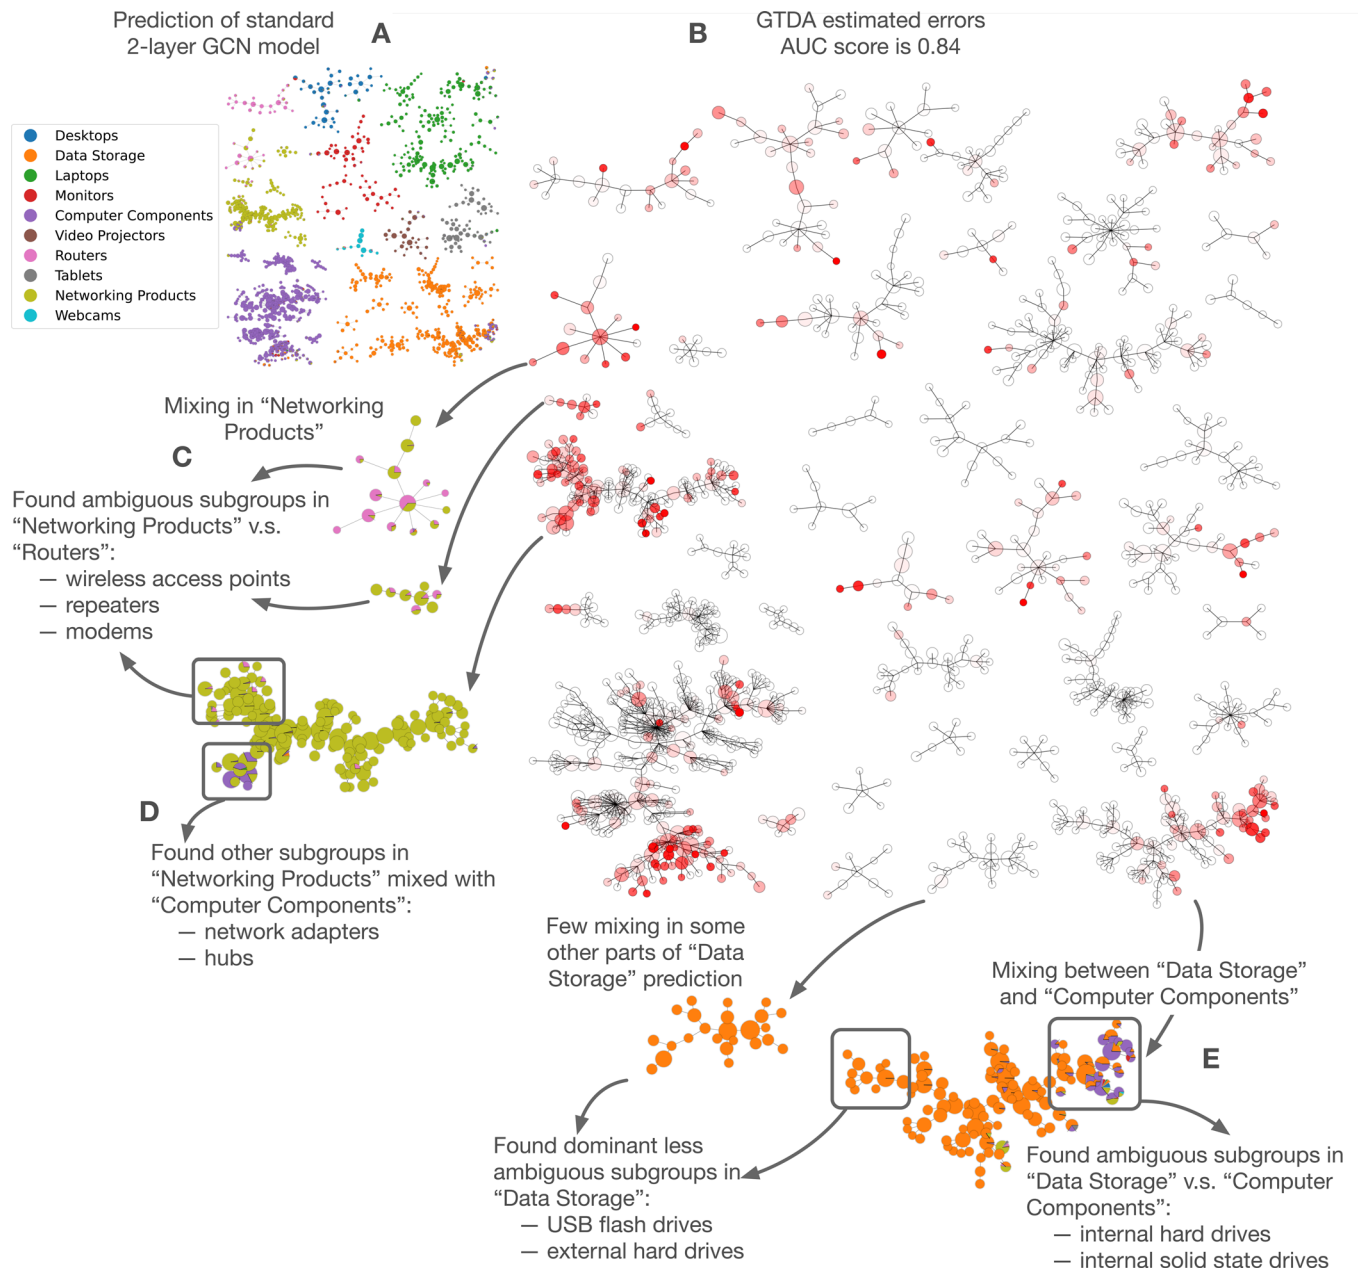 Prediction of standard
2-layer GCN model
A
B
GTDA estimated errors
AUC score is 0.84
Desktops
Data Storage
Laptops
Monitors
Computer Components
Video Projectors
Routers
Tablets
Networking Products
Webcams
Mixing in “Networking
Products”
C
Found ambiguous subgroups in
“Networking Products” v.s.
“Routers”:
— wireless access points
— repeaters
— modems
D
Found other subgroups in
“Networking Products” mixed with
“Computer Components”:
— network adapters
— hubs
Few mixing in some
other parts of “Data
Storage” prediction
Mixing between “Data Storage”
and “Computer Components”
E
Found dominant less
ambiguous subgroups in
“Data Storage”:
— USB flash drives
— external hard drives
Found ambiguous subgroups in
“Data Storage” v.s. “Computer
Components”:
— internal hard drives
— internal solid state drives